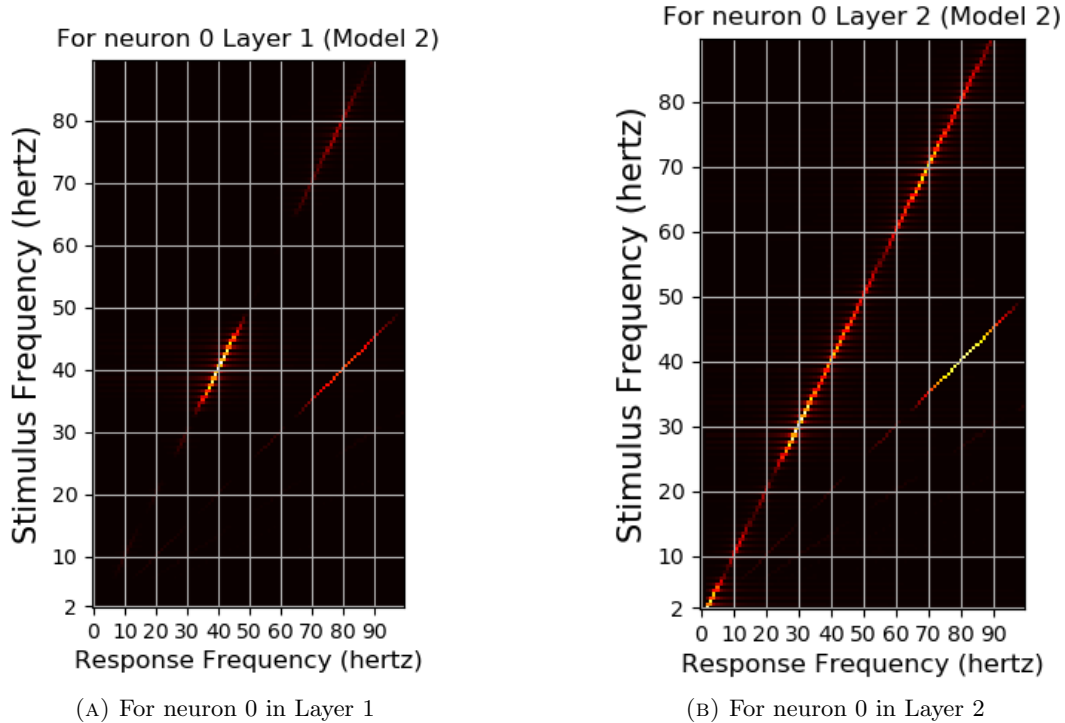 For neuron 0 Layer 1 (Model 2)
Stimulus Frequency (hertz)
80
70
60
50
40
30
20
10
2
0 10 20 30 40 50 60 70 80 90
Response Frequency (hertz)
(A) For neuron 0 in Layer 1
For neuron 0 Layer 2 (Model 2)
Stimulus Frequency (hertz)
80
70
60
50
40
30
20
10
2
0 10 20 30 40 50 60 70 80 90
Response Frequency (hertz)
(B) For neuron 0 in Layer 2